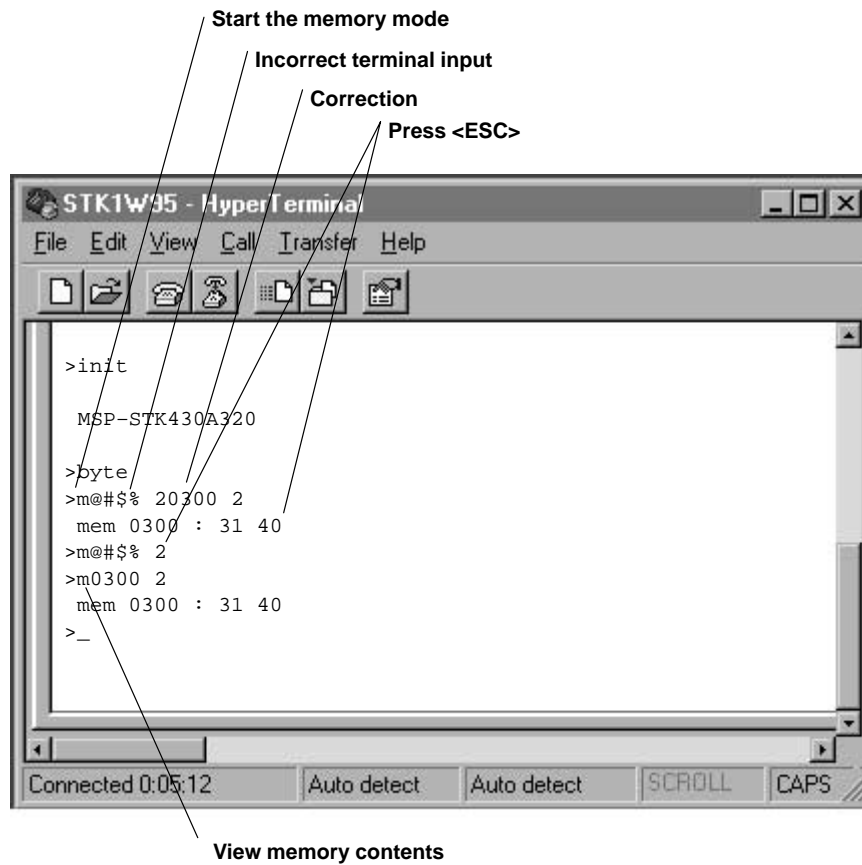 Start the memory mode
Incorrect terminal input
Correction
Press <ESC>
STK1W95 - HyperTerminal
File Edit View Call Transfer Help
>init
MSP-STK430A320
>byte
>m@#$% 20300 2
mem 0300 : 31 40
>m@#$% 2
>m0300 2
mem 0300 : 31 40
>_
Connected 0:05:12 Auto detect Auto detect SCROLL CAPS
View memory contents